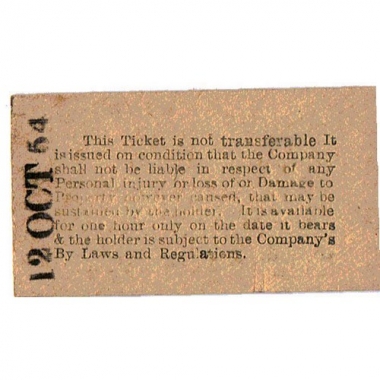 12 OCT 54
This Ticket is not transferable It
is issued on condition that the Company
shall not be liable in respect of any
Personal injury or loss of or Damage to
Property however caused, that may be
sustained by the holder. It is available
for one hour only on the date it bears
& the holder is subject to the Company's
By Laws and Regulations.